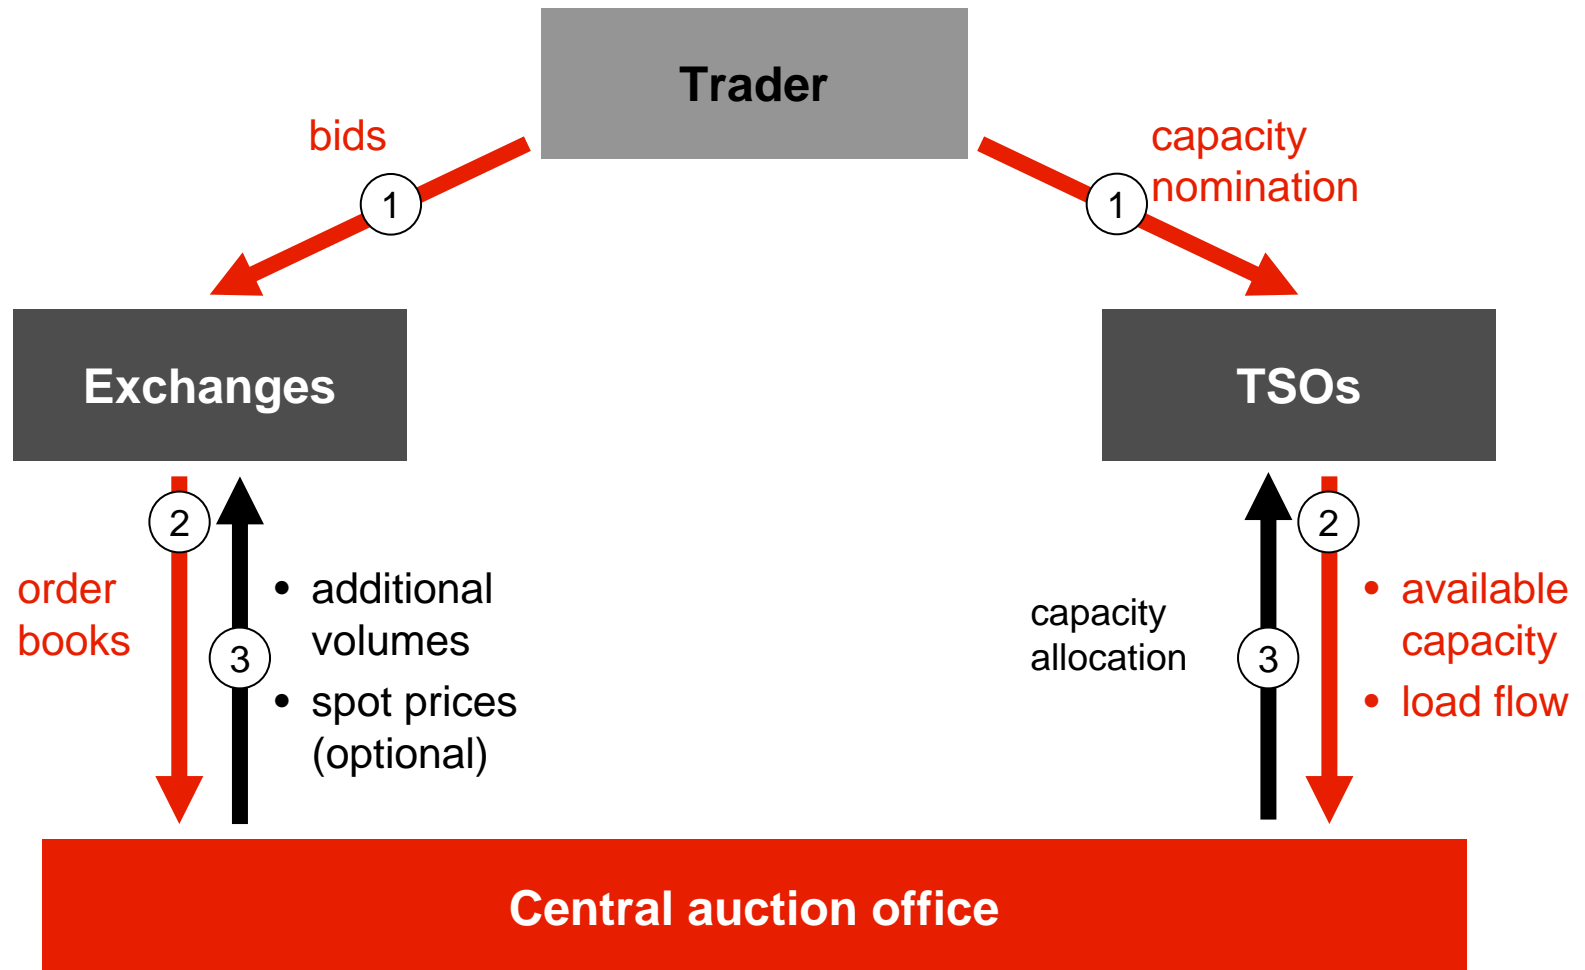 Trader
bids
capacity
nomination
1
1
Exchanges
TSOs
2
2
order
books
• additional
volumes
• spot prices
(optional)
3
capacity
allocation
3
• available
capacity
• load flow
Central auction office